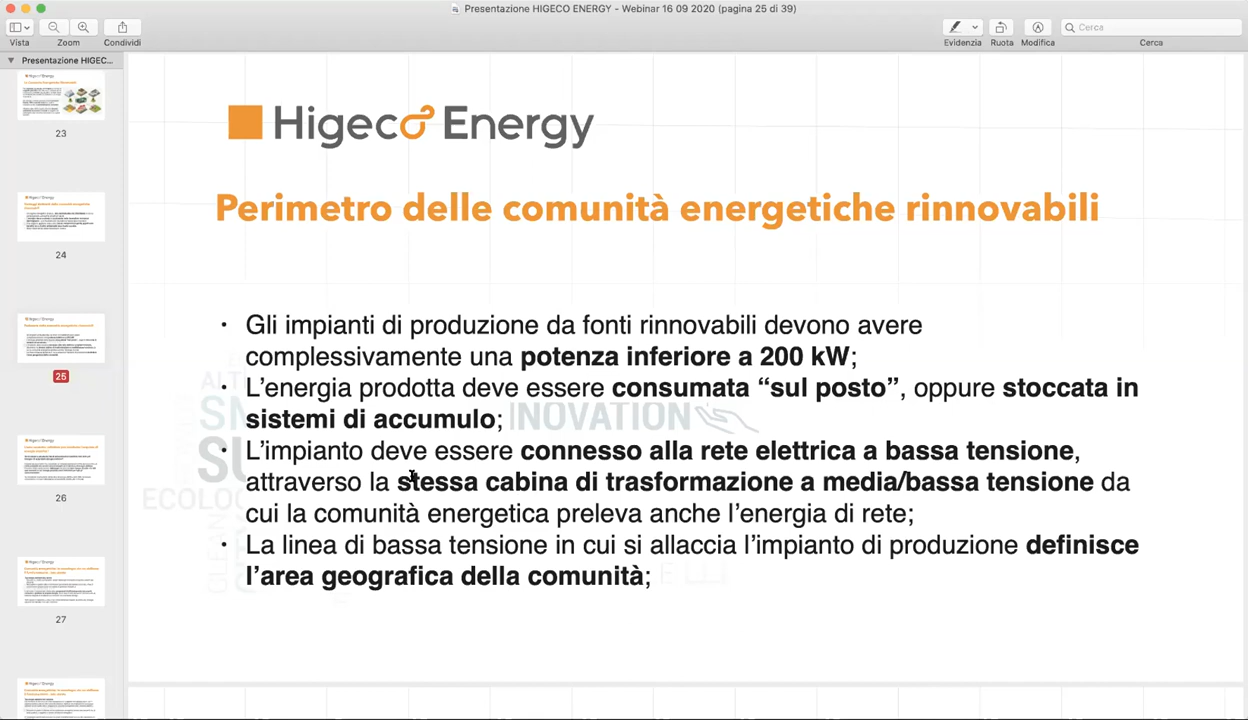 Presentazione HIGECO ENERGY - Webinar 16 09 2020 (pagina 25 di 39)
Vista
Zoom
Condividi
Evidenzia
Ruota
Modifica
Cerca
Cerca
Presentazione HIGEC...
23
24
25
26
27
Higeco Energy
Perimetro delle comunità energetiche rinnovabili
• Gli impianti di produzione da fonti rinnovabili devono avere
complessivamente una potenza inferiore a 200 kW;
• L’energia prodotta deve essere consumata “sul posto”, oppure stoccata in
sistemi di accumulo;
• L’impianto deve essere connesso alla rete elettrica a bassa tensione,
attraverso la stessa cabina di trasformazione a media/bassa tensione da
cui la comunità energetica preleva anche l’energia di rete;
• La linea di bassa tensione in cui si allaccia l’impianto di produzione definisce
l’area geografica della comunità;
INOVATION